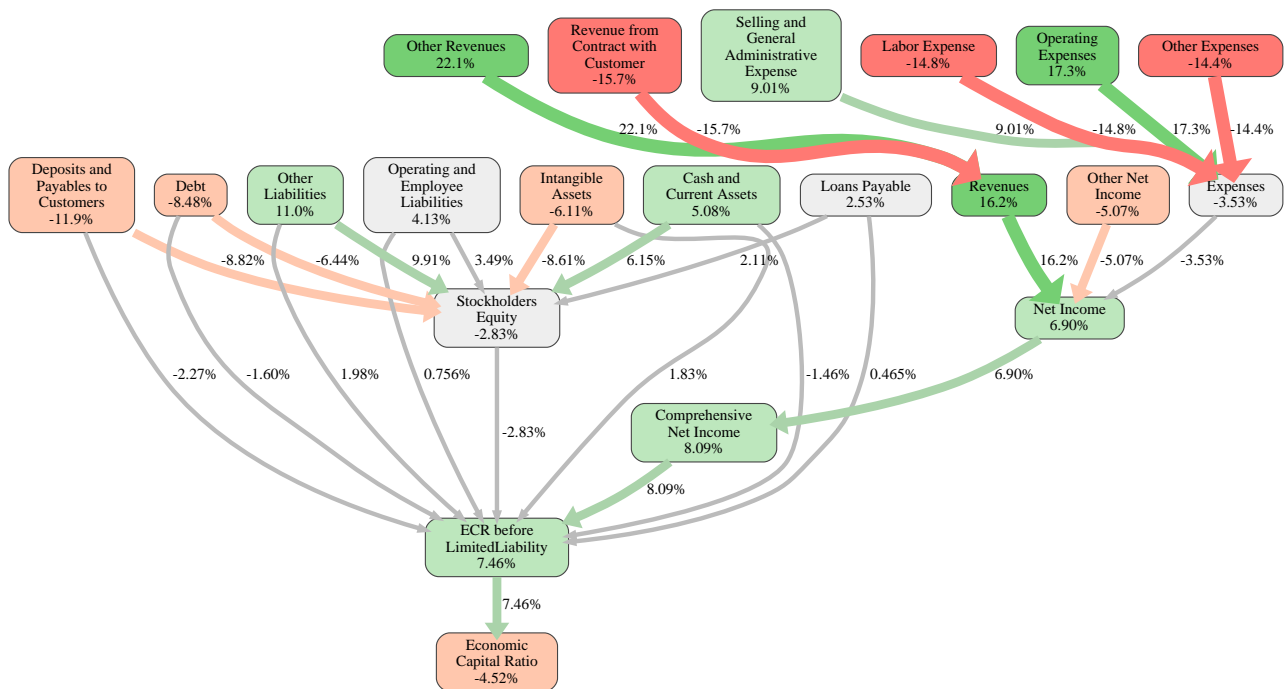 Other Revenues
22.1%
Revenue from
Contract with
Customer
-15.7%
Selling and
General
Administrative
Expense
9.01%
Labor Expense
-14.8%
Operating
Expenses
17.3%
Other Expenses
-14.4%
22.1%
-15.7%
9.01%
-14.8%
17.3%
-14.4%
Deposits and
Payables to
Customers
-11.9%
Debt
-8.48%
Other
Liabilities
11.0%
Operating and
Employee
Liabilities
4.13%
Intangible
Assets
-6.11%
Cash and
Current Assets
5.08%
Loans Payable
2.53%
Revenues
16.2%
Other Net
Income
-5.07%
Expenses
-3.53%
-8.82%
-6.44%
9.91%
3.49%
-8.61%
6.15%
2.11%
16.2%
-5.07%
-3.53%
Stockholders
Equity
-2.83%
Net Income
6.90%
-2.27%
-1.60%
1.98%
0.756%
1.83%
-1.46%
0.465%
6.90%
Comprehensive
Net Income
8.09%
-2.83%
8.09%
ECR before
LimitedLiability
7.46%
7.46%
Economic
Capital Ratio
-4.52%